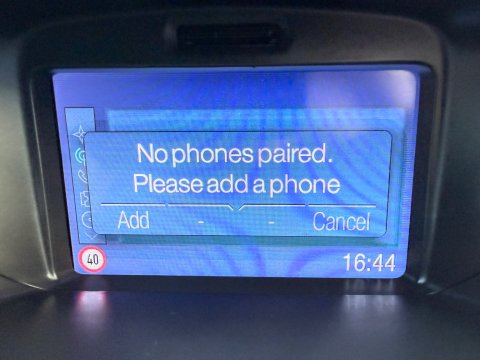 No phones paired.
Please add a phone
Add - - Cancel
40 16:44